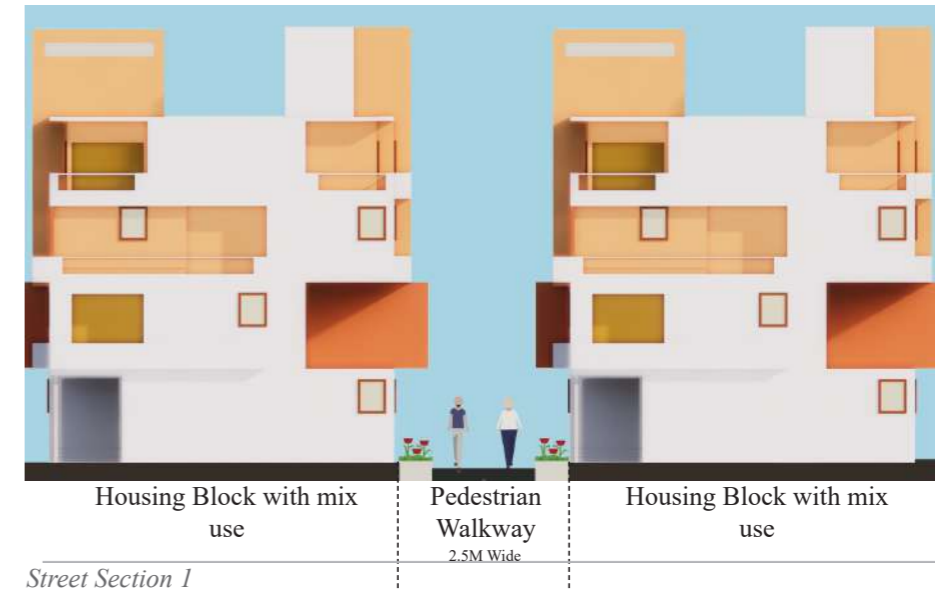 Housing Block with mix
use
Pedestrian
Walkway
2.5M Wide
Housing Block with mix
use
Street Section 1